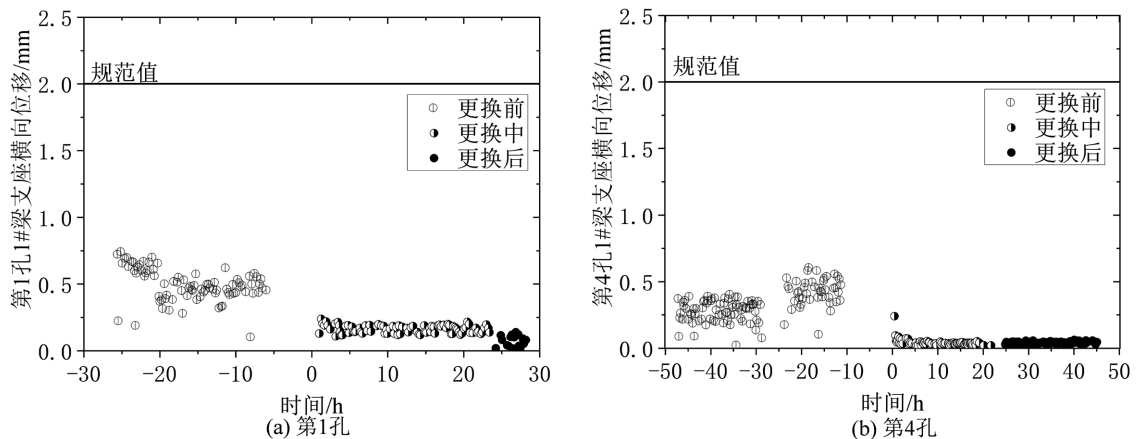 第1孔1#梁支座横向位移/mm
2.5
2.0
1.5
1.0
0.5
0.0
规范值
更换前
更换中
更换后
-30 -20 -10 0 10 20 30
时间/h
(a) 第1孔
第4孔1#梁支座横向位移/mm
2.5
2.0
1.5
1.0
0.5
0.0
规范值
更换前
更换中
更换后
-50 -40 -30 -20 -10 0 10 20 30 40 50
时间/h
(b) 第4孔